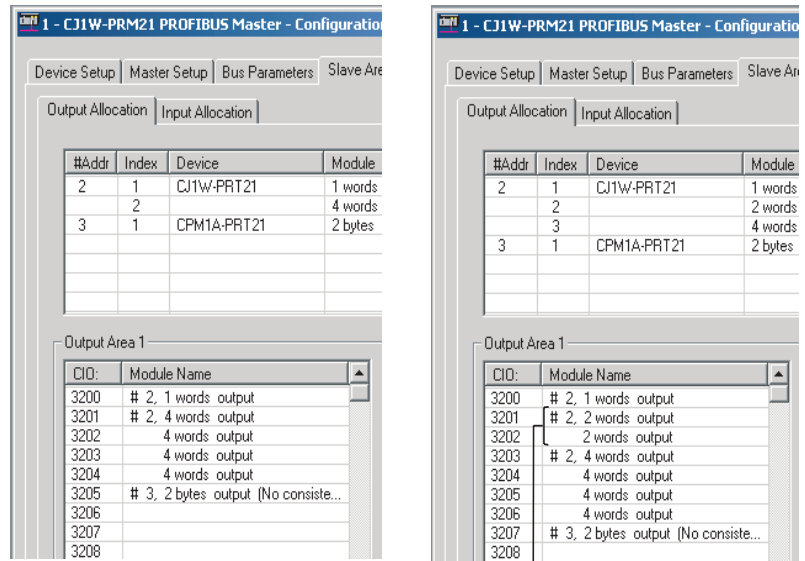 1 - CJ1W-PRM21 PROFIBUS Master - Configuration
Device Setup Master Setup Bus Parameters Slave Are
Output Allocation Input Allocation
#Addr Index Device Module
2 1 CJ1W-PRT21 1 words
2 4 words
3 1 CPM1A-PRT21 2 bytes
Output Area 1
CIO: Module Name
3200 # 2, 1 words output
3201 # 2, 4 words output
3202 4 words output
3203 4 words output
3204 4 words output
3205 # 3, 2 bytes output (No consiste...
3206
3207
3208
1 - CJ1W-PRM21 PROFIBUS Master - Configuratio
Device Setup Master Setup Bus Parameters Slave Are
Output Allocation Input Allocation
#Addr Index Device Module
2 1 CJ1W-PRT21 1 words
2 2 words
3 4 words
3 1 CPM1A-PRT21 2 bytes
Output Area 1
CIO: Module Name
3200 # 2, 1 words output
3201 # 2, 2 words output
3202 2 words output
3203 # 2, 4 words output
3204 4 words output
3205 4 words output
3206 4 words output
3207 # 3, 2 bytes output (No consiste...
3208